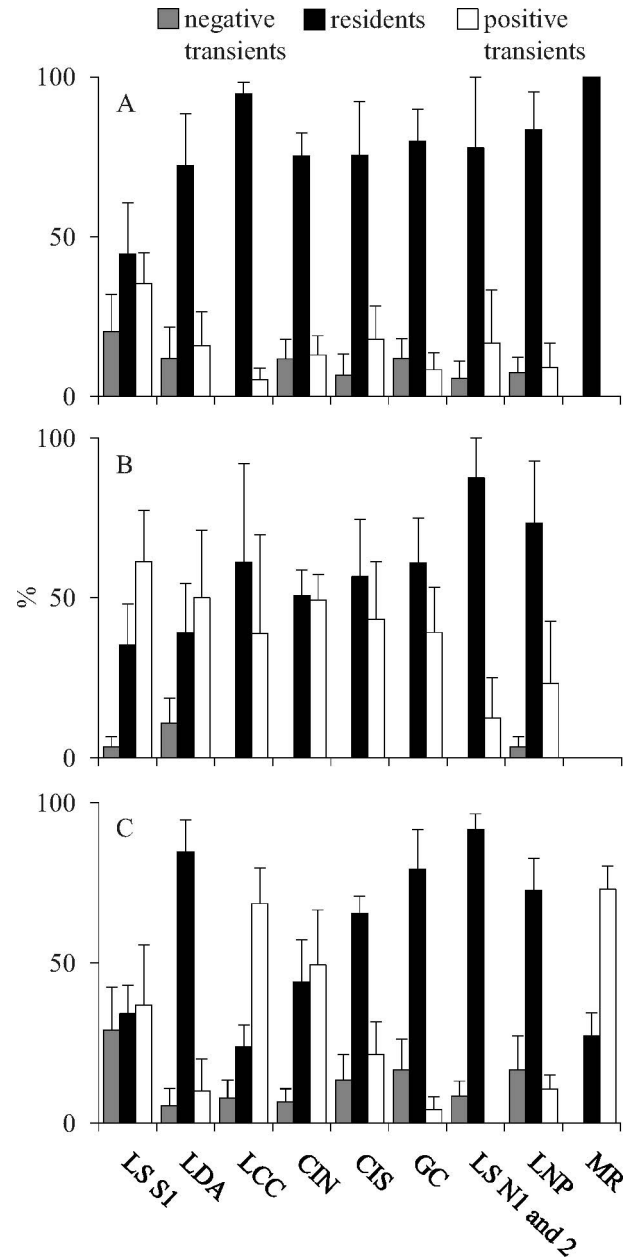 negative residents positive
transients transients
100
A
50
0
100
B
50
0
%
100
C
50
0
LS S1 LDA LCC CIN CIS GC LS N1 and 2 LNP MR